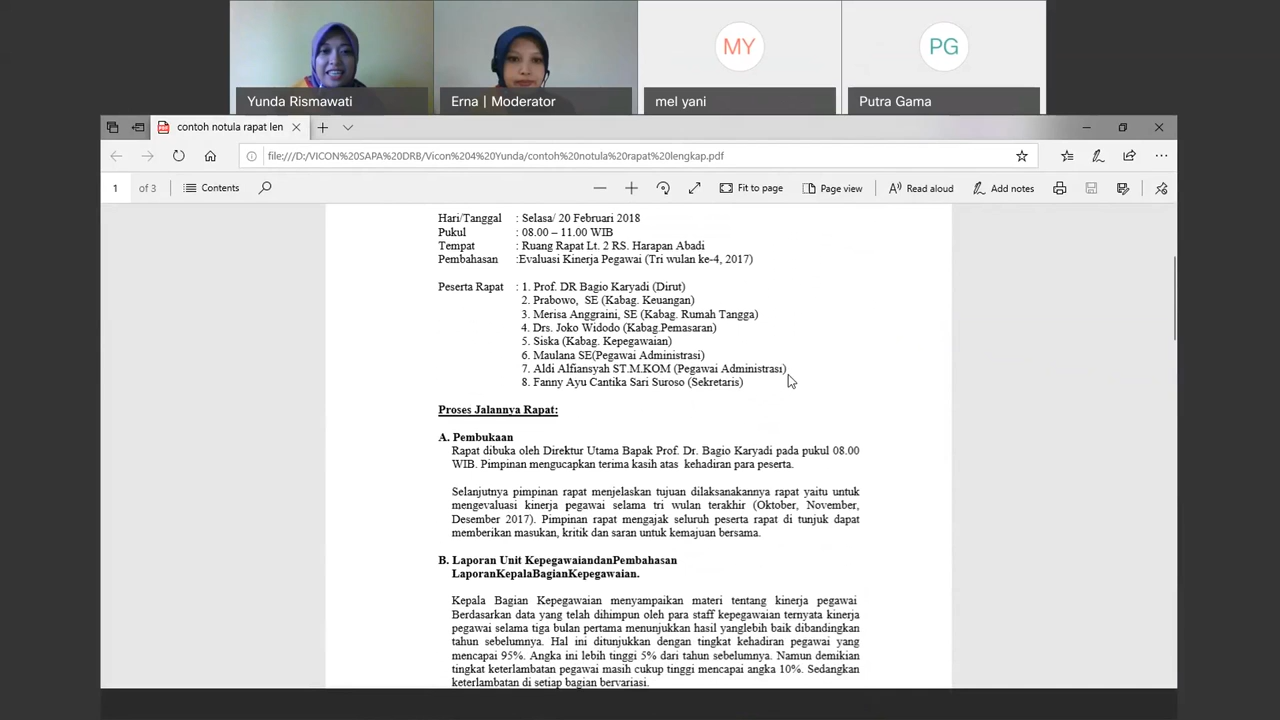 MY
PG
Yunda Rismawati
Erna | Moderator
mel yani
Putra Gama
contoh notula rapat len
file:///D:/VICON%20SAPA%20DRB/Vicon%204%20Yunda/contoh%20notula%20rapat%20lengkap.pdf
1 of 3 Contents Fit to page Page view Read aloud Add notes
Hari/Tanggal : Selasa/ 20 Februari 2018
Pukul : 08.00 – 11.00 WIB
Tempat : Ruang Rapat Lt. 2 RS. Harapan Abadi
Pembahasan :Evaluasi Kinerja Pegawai (Tri wulan ke-4, 2017)
Peserta Rapat : 1. Prof. DR Bagio Karyadi (Dirut)
2. Prabowo, SE (Kabag. Keuangan)
3. Merisa Anggraini, SE (Kabag. Rumah Tangga)
4. Drs. Joko Widodo (Kabag.Pemasaran)
5. Siska (Kabag. Kepegawaian)
6. Maulana SE(Pegawai Administrasi)
7. Aldi Alfiansyah ST.M.KOM (Pegawai Administrasi)
8. Fanny Ayu Cantika Sari Suroso (Sekretaris)
Proses Jalannya Rapat:
A. Pembukaan
Rapat dibuka oleh Direktur Utama Bapak Prof. Dr. Bagio Karyadi pada pukul 08.00
WIB. Pimpinan mengucapkan terima kasih atas kehadiran para peserta.
Selanjutnya pimpinan rapat menjelaskan tujuan dilaksanakannya rapat yaitu untuk
mengevaluasi kinerja pegawai selama tri wulan terakhir (Oktober, November,
Desember 2017). Pimpinan rapat mengajak seluruh peserta rapat di tunjuk dapat
memberikan masukan, kritik dan saran untuk kemajuan bersama.
B. Laporan Unit KepegawaiandanPembahasan
LaporanKepalaBagianKepegawaian.
Kepala Bagian Kepegawaian menyampaikan materi tentang kinerja pegawai
Berdasarkan data yang telah dihimpun oleh para staff kepegawaian ternyata kinerja
pegawai selama tiga bulan pertama menunjukkan hasil yanglebih baik dibandingkan
tahun sebelumnya. Hal ini ditunjukkan dengan tingkat kehadiran pegawai yang
mencapai 95%. Angka ini lebih tinggi 5% dari tahun sebelumnya. Namun demikian
tingkat keterlambatan pegawai masih cukup tinggi mencapai angka 10%. Sedangkan
keterlambatan di setiap bagian bervariasi.